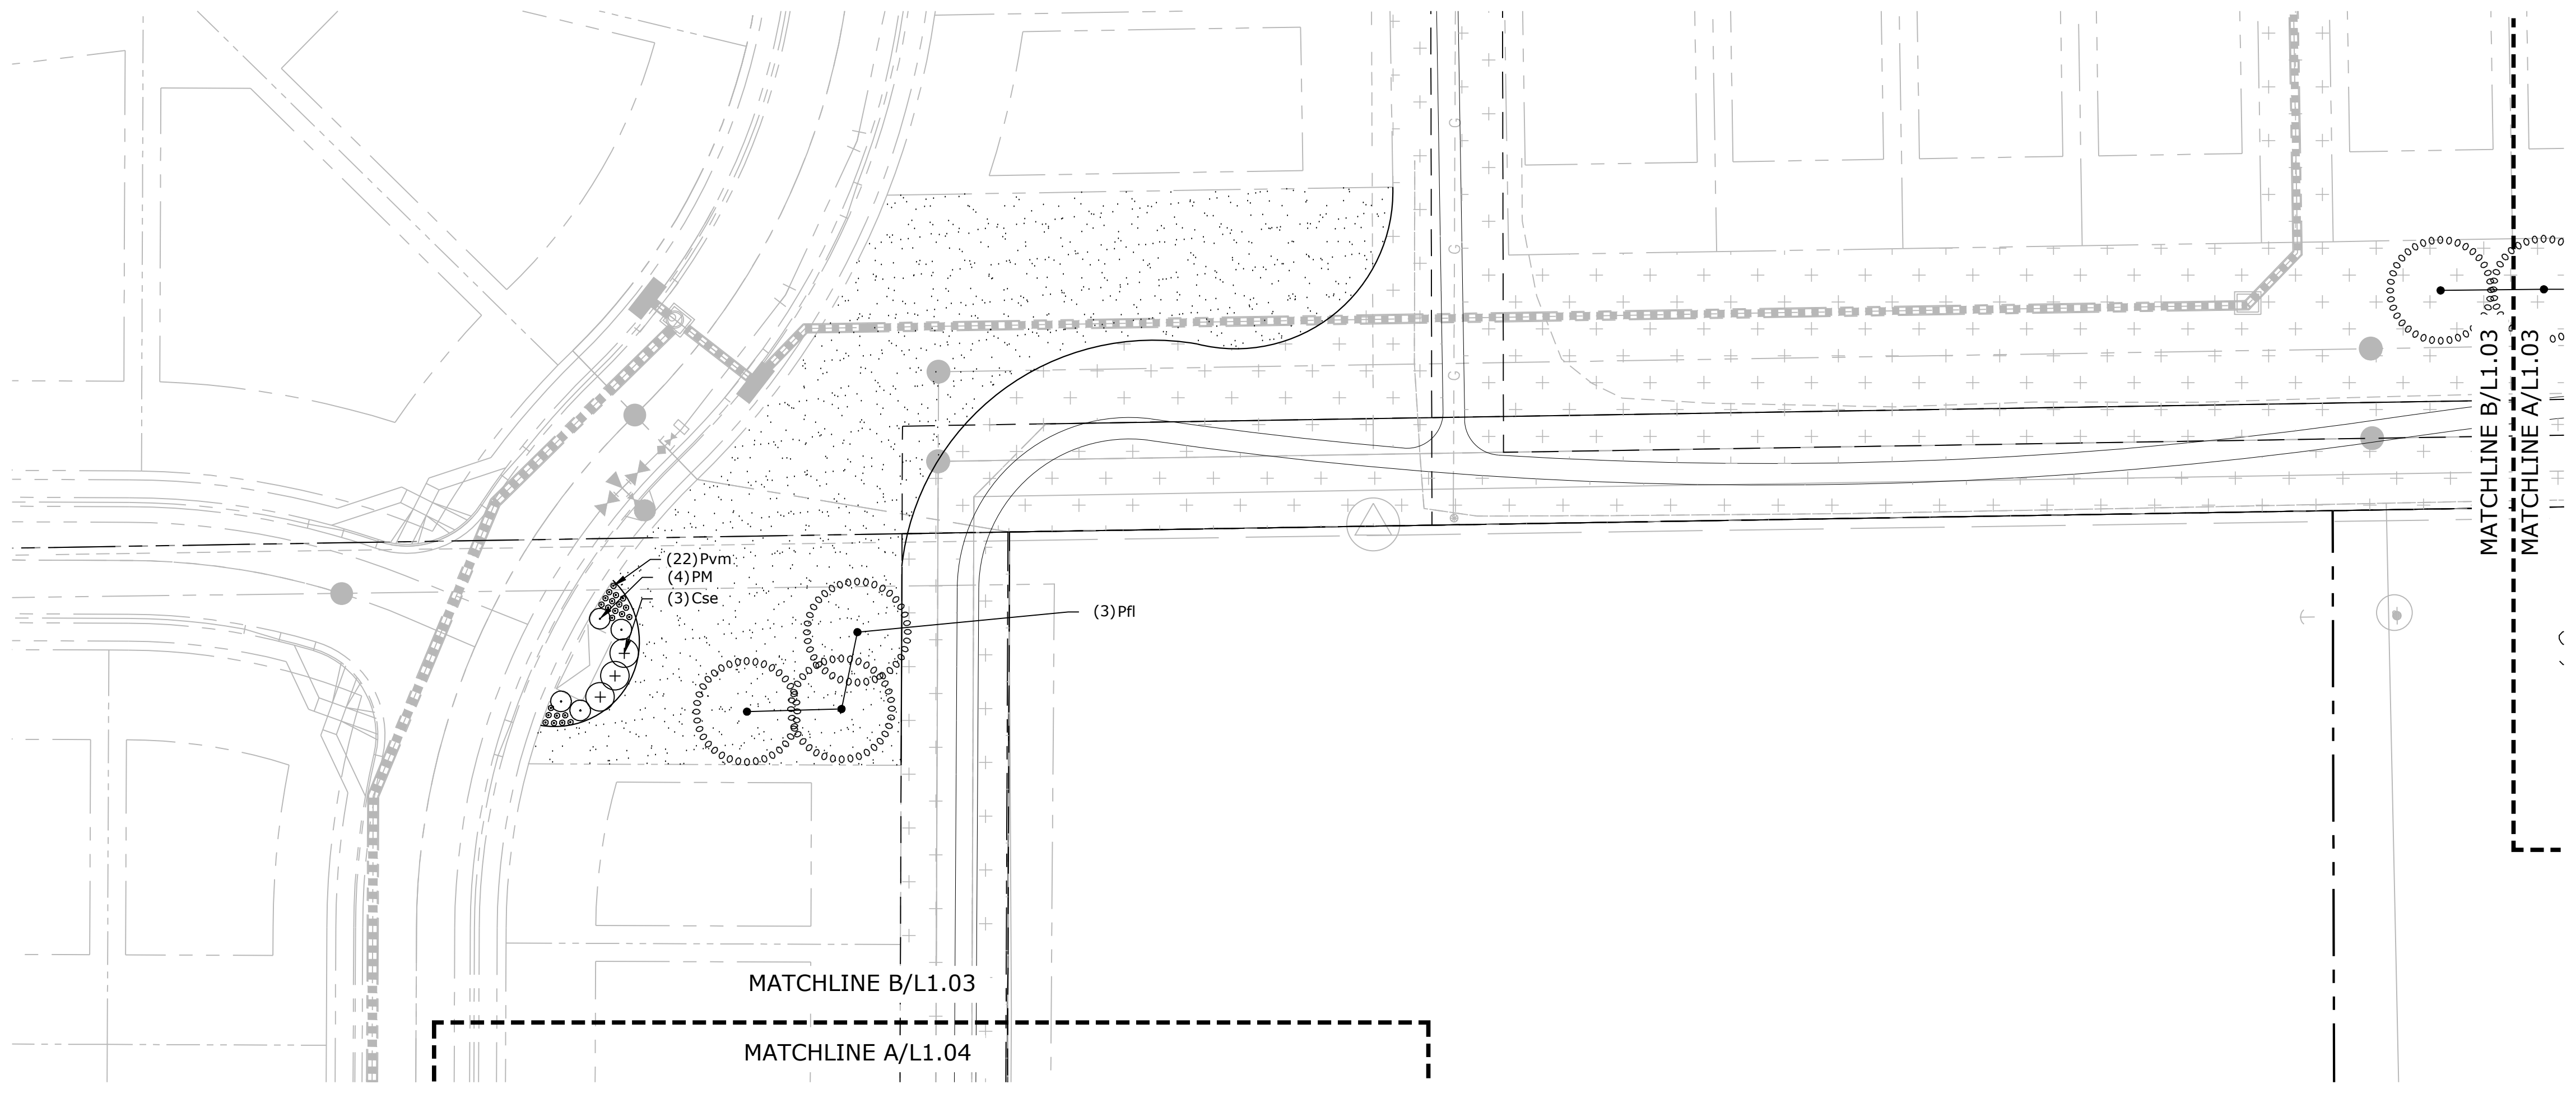 G
G
G
MATCHLINE B/L1.03
MATCHLINE A/L1.03
(22)Pvm
(4)PM
(3)Cse
(3)Pfl
MATCHLINE B/L1.03
MATCHLINE A/L1.04